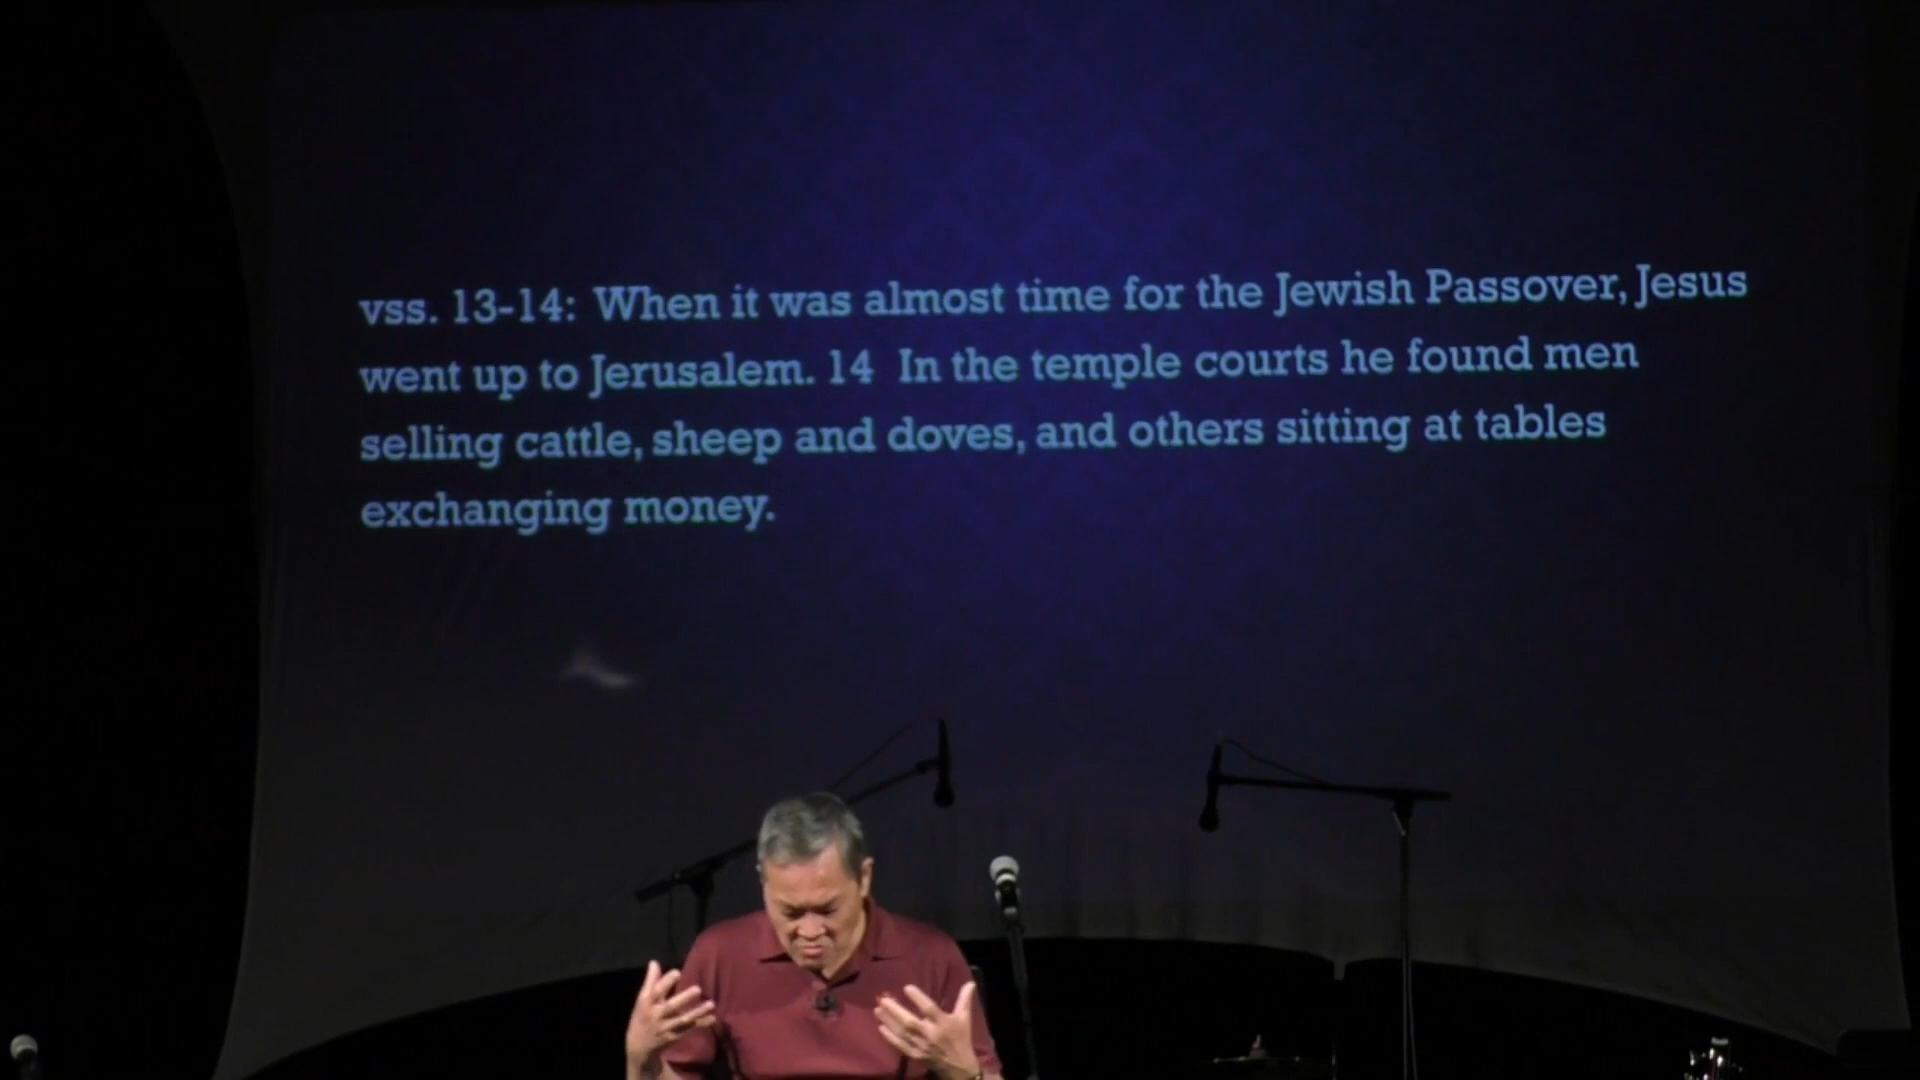 vss. 13-14: When it was almost time for the Jewish Passover, Jesus
went up to Jerusalem. 14 In the temple courts he found men
selling cattle, sheep and doves, and others sitting at tables
exchanging money.